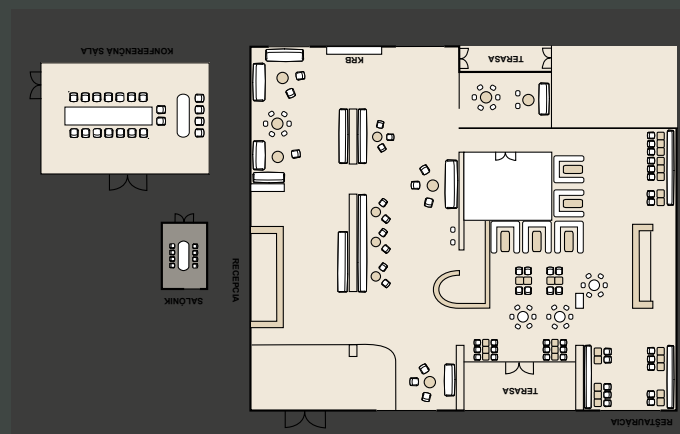 KONFERENČNÁ SÁLA
KRB
TERASA
RECEPCIA
SALÓNIK
TERASA
REŠTAURÁCIA